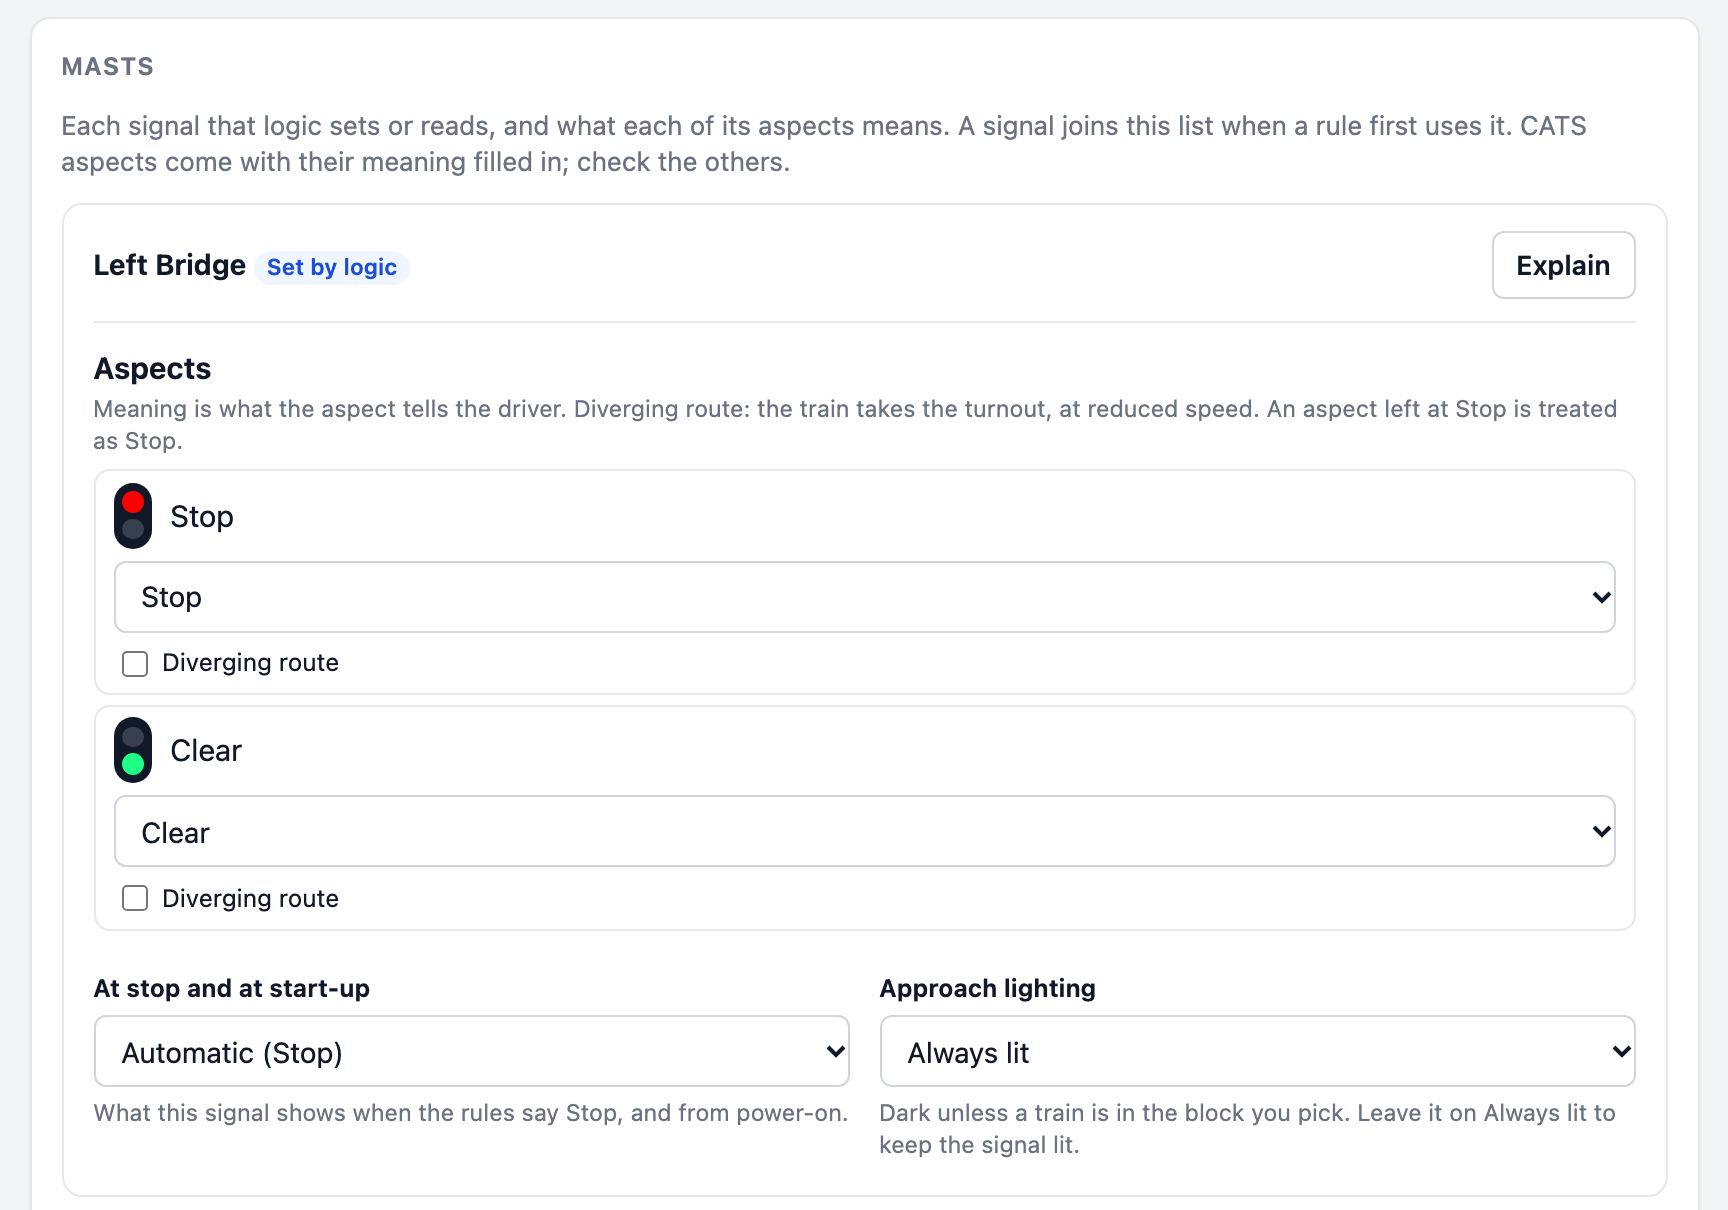 MASTS
Each signal that logic sets or reads, and what each of its aspects means. A signal joins this list when a rule first uses it. CATS
aspects come with their meaning filled in; check the others.
Left Bridge Set by logic Explain
Aspects
Meaning is what the aspect tells the driver. Diverging route: the train takes the turnout, at reduced speed. An aspect left at Stop is treated
as Stop.
Stop
Stop
Diverging route
Clear
Clear
Diverging route
At stop and at start-up
Automatic (Stop)
What this signal shows when the rules say Stop, and from power-on.
Approach lighting
Always lit
Dark unless a train is in the block you pick. Leave it on Always lit to
keep the signal lit.